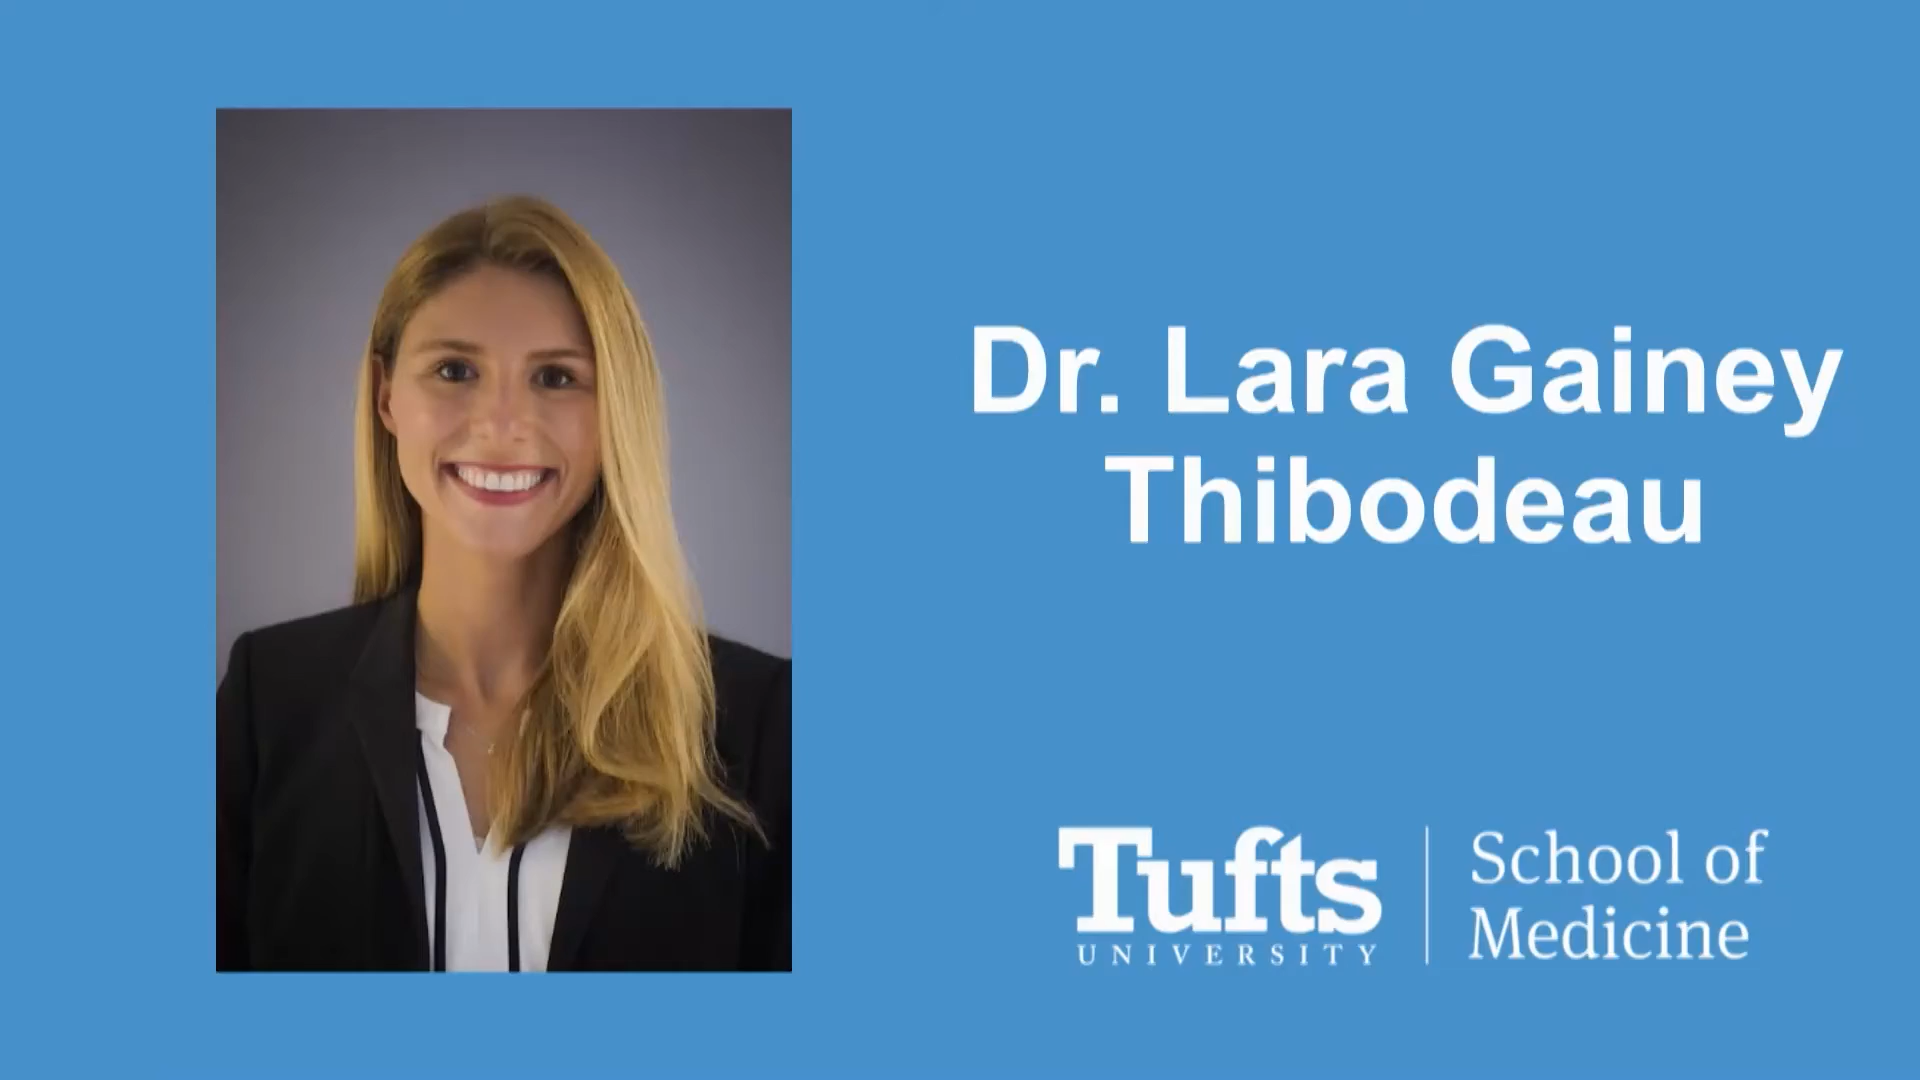 Dr. Lara Gainey
Thibodeau
Tufts
UNIVERSITY
School of
Medicine